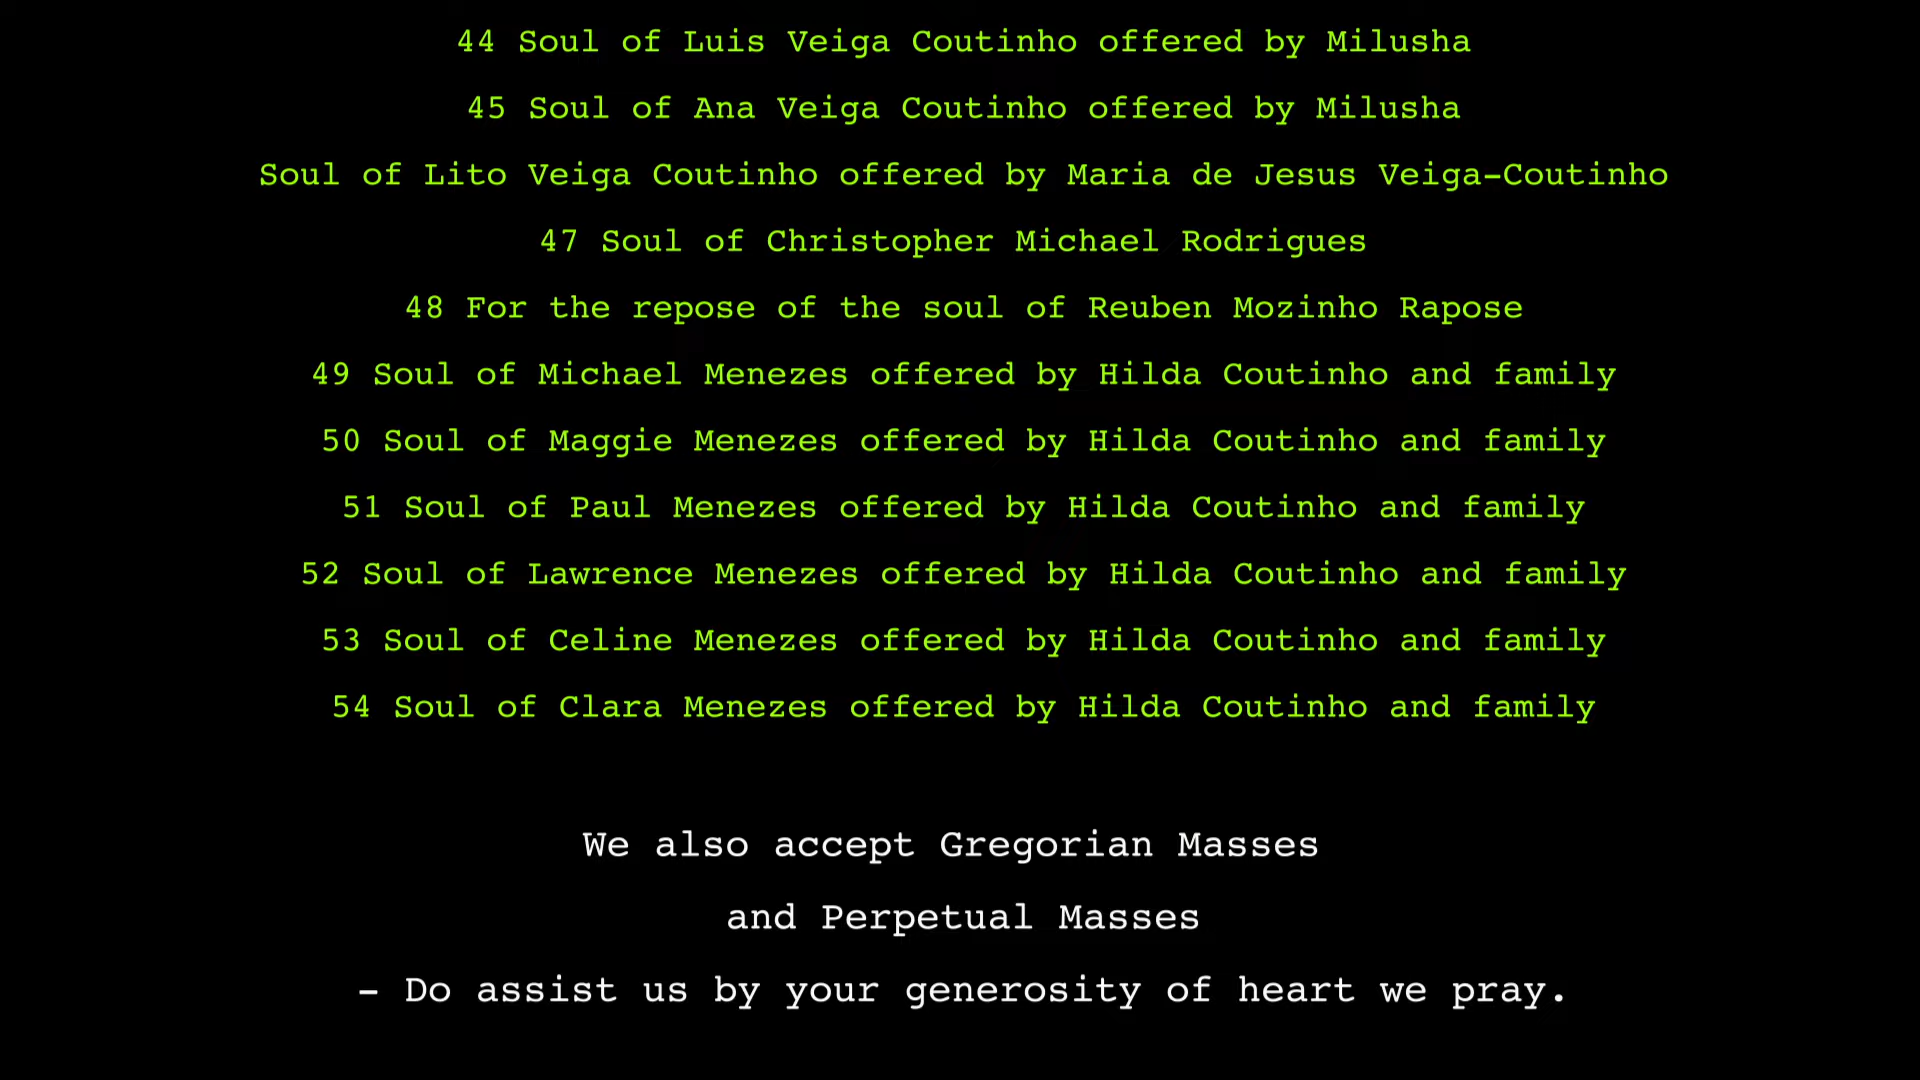 44 Soul of Luis Veiga Coutinho offered by Milusha
45 Soul of Ana Veiga Coutinho offered by Milusha
Soul of Lito Veiga Coutinho offered by Maria de Jesus Veiga-Coutinho
47 Soul of Christopher Michael Rodrigues
48 For the repose of the soul of Reuben Mozinho Rapose
49 Soul of Michael Menezes offered by Hilda Coutinho and family
50 Soul of Maggie Menezes offered by Hilda Coutinho and family
51 Soul of Paul Menezes offered by Hilda Coutinho and family
52 Soul of Lawrence Menezes offered by Hilda Coutinho and family
53 Soul of Celine Menezes offered by Hilda Coutinho and family
54 Soul of Clara Menezes offered by Hilda Coutinho and family
We also accept Gregorian Masses
and Perpetual Masses
- Do assist us by your generosity of heart we pray.